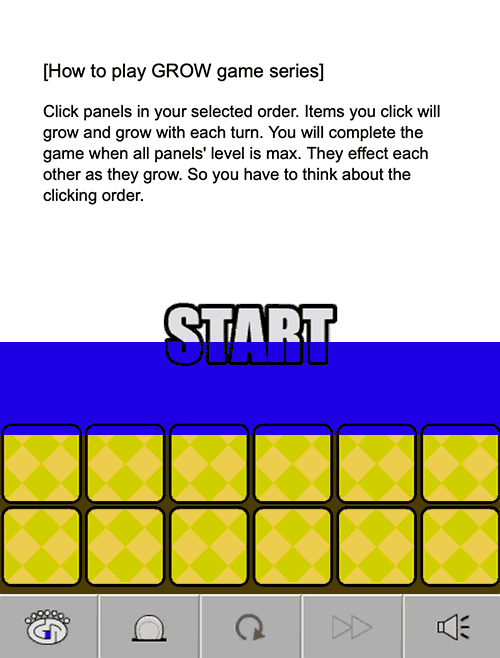 [How to play GROW game series]
Click panels in your selected order. Items you click will
grow and grow with each turn. You will complete the
game when all panels' level is max. They effect each
other as they grow. So you have to think about the
clicking order.
START